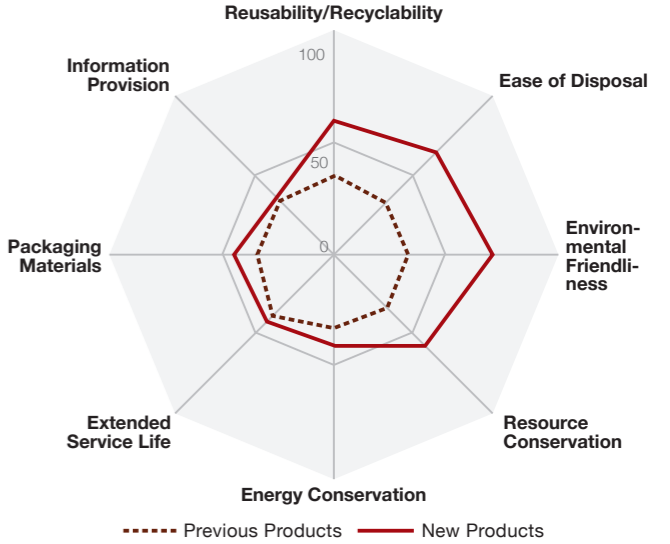 Reusability/Recyclability
100
Information
Provision
Ease of Disposal
50
Packaging
Materials
0
Environ-
mental
Friendli-
ness
Extended
Service Life
Resource
Conservation
Energy Conservation
Previous Products
New Products